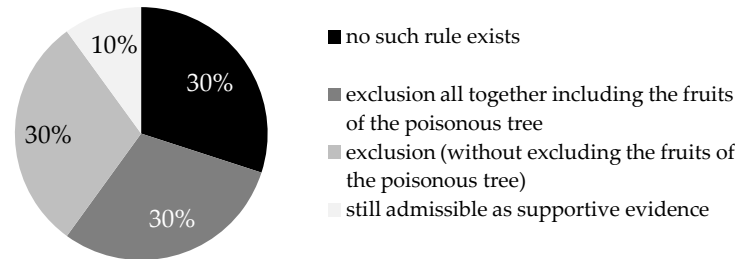 10%
30%
30%
30%
no such rule exists
exclusion all together including the fruits
of the poisonous tree
exclusion (without excluding the fruits of
the poisonous tree)
still admissible as supportive evidence